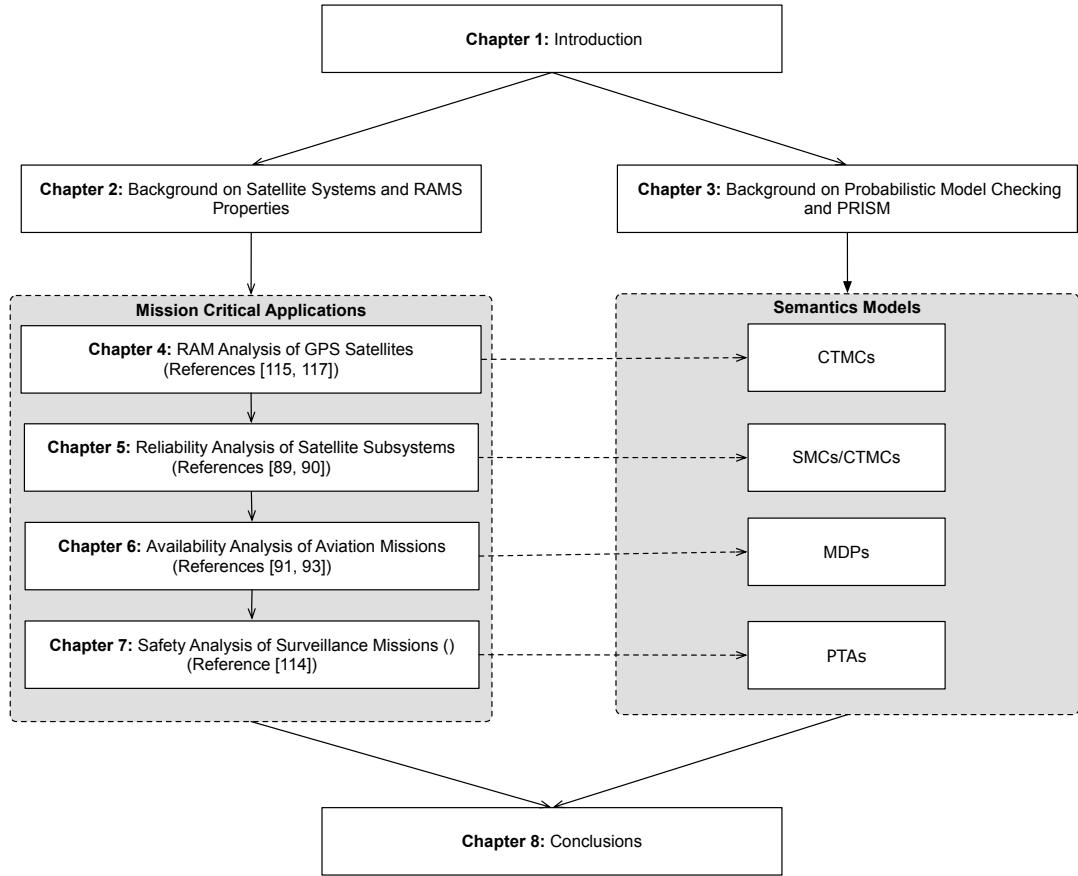 Chapter 1: Introduction
Chapter 2: Background on Satellite Systems and RAMS
Properties
Chapter 3: Background on Probabilistic Model Checking
and PRISM
Mission Critical Applications
Chapter 4: RAM Analysis of GPS Satellites
(References [115, 117])
Chapter 5: Reliability Analysis of Satellite Subsystems
(References [89, 90])
Chapter 6: Availability Analysis of Aviation Missions
(References [91, 93])
Chapter 7: Safety Analysis of Surveillance Missions ()
(Reference [114])
Semantics Models
CTMCs
SMCs/CTMCs
MDPs
PTAs
Chapter 8: Conclusions